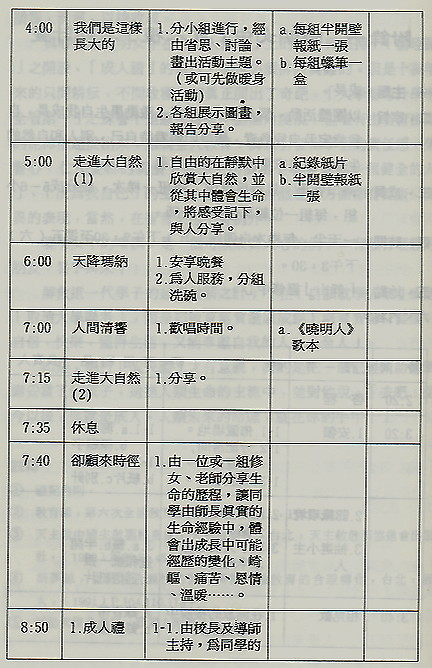 4:00
我們是這樣
長大的
1.分小組進行，經
由省思、討論、
畫出活動主題。
（或可先做暖身
活動）
2.各組展示圖畫，
報告分享。
a.每組半開壁
報紙一張
b.每組蠟筆一
盒
5:00
走進大自然
(1)
1.自由的在靜默中
欣賞大自然，並
從其中體會生命
，將感受記下，
與人分享。
a.紀錄紙片
b.半開壁報紙
一張
6:00
天降瑪納
1.安享晚餐
2.爲人服務，分組
洗碗。
7:00
人間清響
1.歡唱時間。
a.《曉明人》
歌本
7:15
走進大自然
(2)
1.分享。
7:35
休息
7:40
卻顧來時徑
1.由一位或一組修
女、老師分享生
命的歷程，讓同
學由師長眞實的
生命經驗中，體
會出成長中可能
經歷的變化、崎
嶇、痛苦、恩情
、溫暖……。
8:50
1.成人禮
1-1.由校長及導師
主持，爲同學的